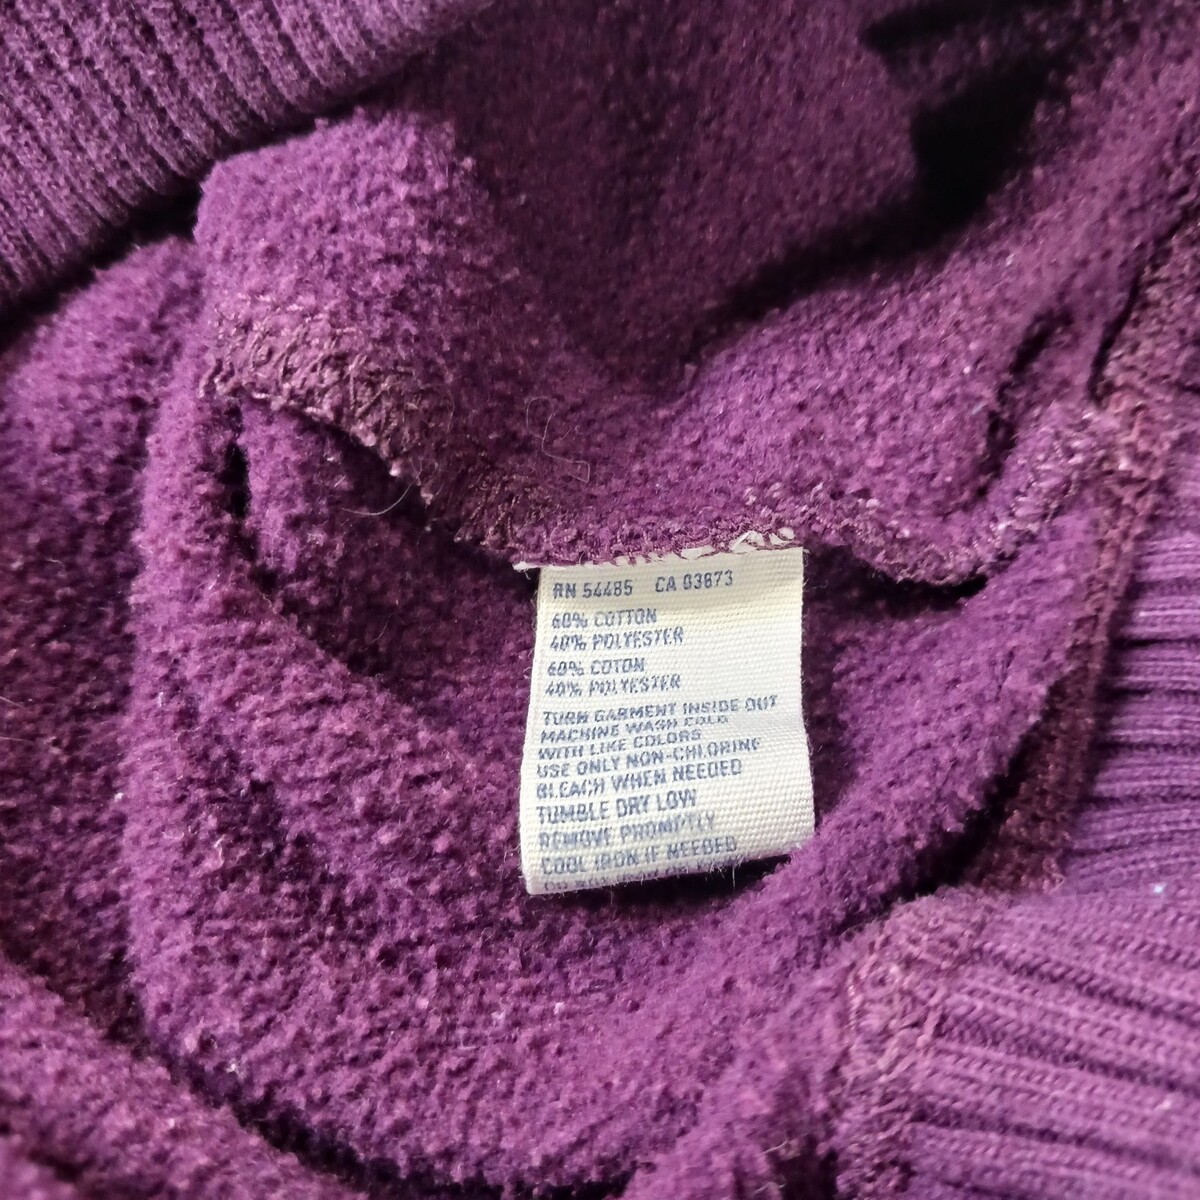 RN 54485 CA 03673
60% COTTON
40% POLYESTER
60% COTON
40% POLYESTER
TURN GARMENT INSIDE OUT
MACHINE WASH COLD
WITH LIKE COLORS
USE ONLY NON-CHLORINE
BLEACH WHEN NEEDED
TUMBLE DRY LOW
REMOVE PROMPTLY
COOL IRON IF NEEDED